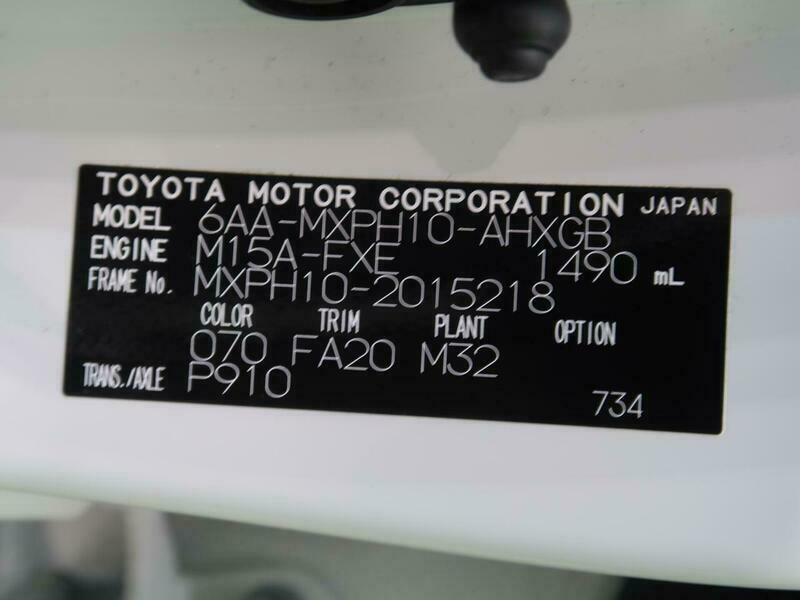 TOYOTA MOTOR CORPORATION JAPAN
MODEL 6AA-MXPH10-AHXGB
ENGINE M15A-FXE 1490 mL
FRAME No. MXPH10-2015218
COLOR TRIM PLANT OPTION
070 FA20 M32
TRANS./AXLE P910
734